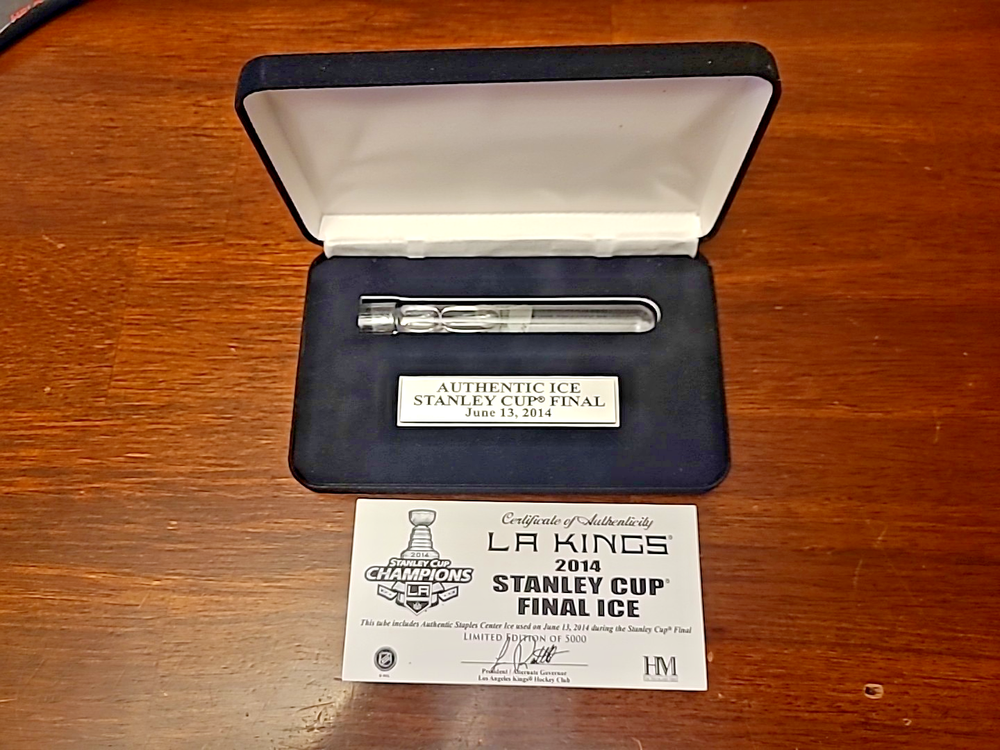 AUTHENTIC ICE
STANLEY CUP® FINAL
June 13, 2014
Certificate of Authenticity
LA KINGS®
2014
STANLEY CUP®
FINAL ICE
2014
STANLEY CUP
CHAMPIONS
LA
This tube includes Authentic Staples Center Ice used on June 13, 2014 during the Stanley Cup® Final
LIMITED EDITION OF 5000
President / Alternate Governor
Los Angeles Kings® Hockey Club
NHL
HM